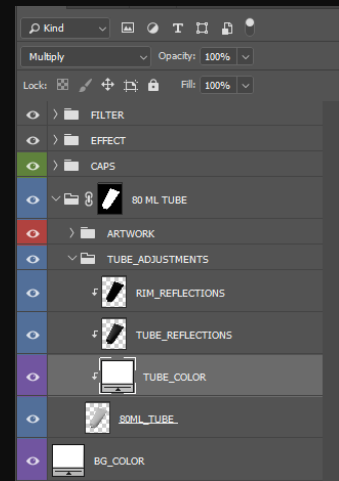 Kind
T
Multiply Opacity: 100%
Lock: Fill: 100%
FILTER
EFFECT
CAPS
80 ML TUBE
ARTWORK
TUBE_ADJUSTMENTS
RIM_REFLECTIONS
TUBE_REFLECTIONS
TUBE_COLOR
80ML_TUBE
BG_COLOR